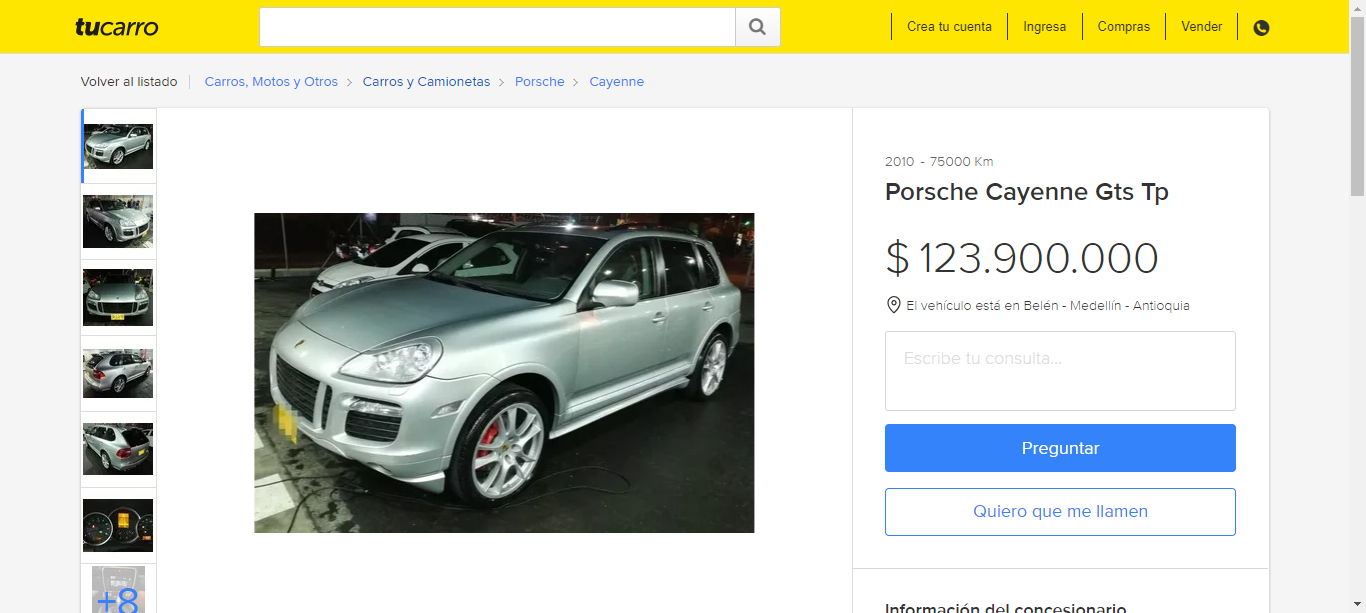 tucarro
Crea tu cuenta
Ingresa
Compras
Vender
Volver al listado
Carros, Motos y Otros > Carros y Camionetas > Porsche > Cayenne
2010 - 75000 Km
Porsche Cayenne Gts Tp
$ 123.900.000
El vehículo está en Belén - Medellín - Antioquia
Escribe tu consulta...
Preguntar
Quiero que me llamen
+8
Información del concesionario